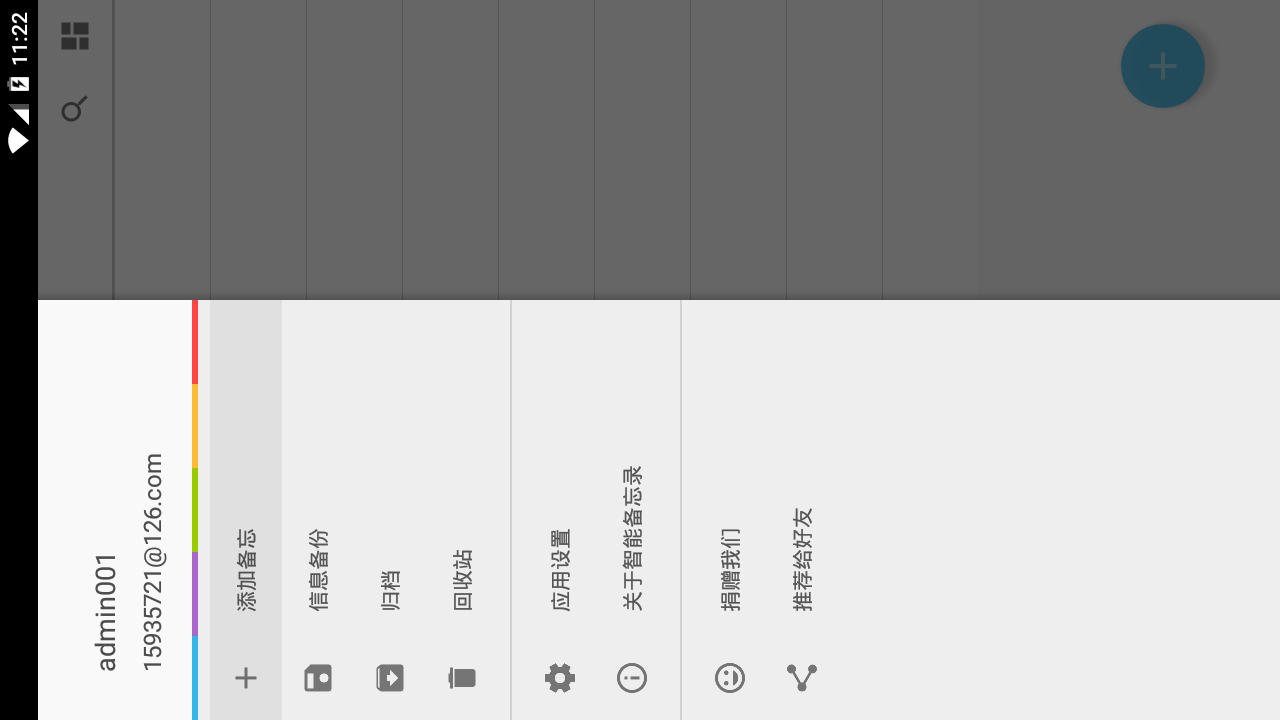 11:22
admin001
15935721@126.com
添加备忘
信息备份
归档
回收站
应用设置
关于智能备忘录
捐赠我们
推荐给好友